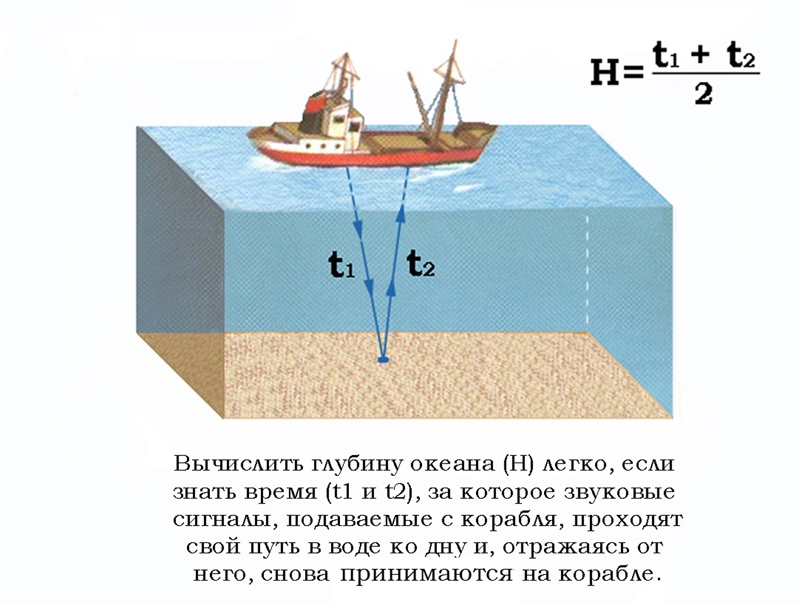 H = t1 + t2 / 2
t1 t2
Вычислить глубину океана (Н) легко, если
знать время (t1 и t2), за которое звуковые
сигналы, подаваемые с корабля, проходят
свой путь в воде ко дну и, отражаясь от
него, снова принимаются на корабле.